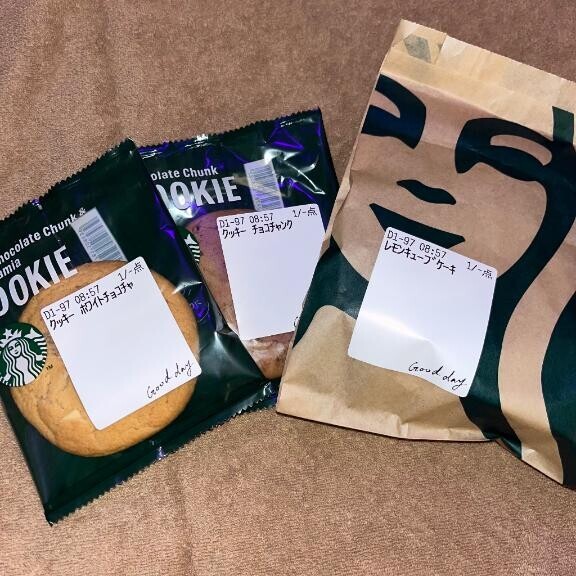 Chocolate Chunk &
OOKIE
D1-97 08:57 1/-点
クッキー ホワイトチョコチャ
Good day
Chunk
OOKIE
D1-97 08:57 1/-点
クッキー チョコチャンク
D1-97 08:57 1/-点
レモンキューブケーキ
Good day